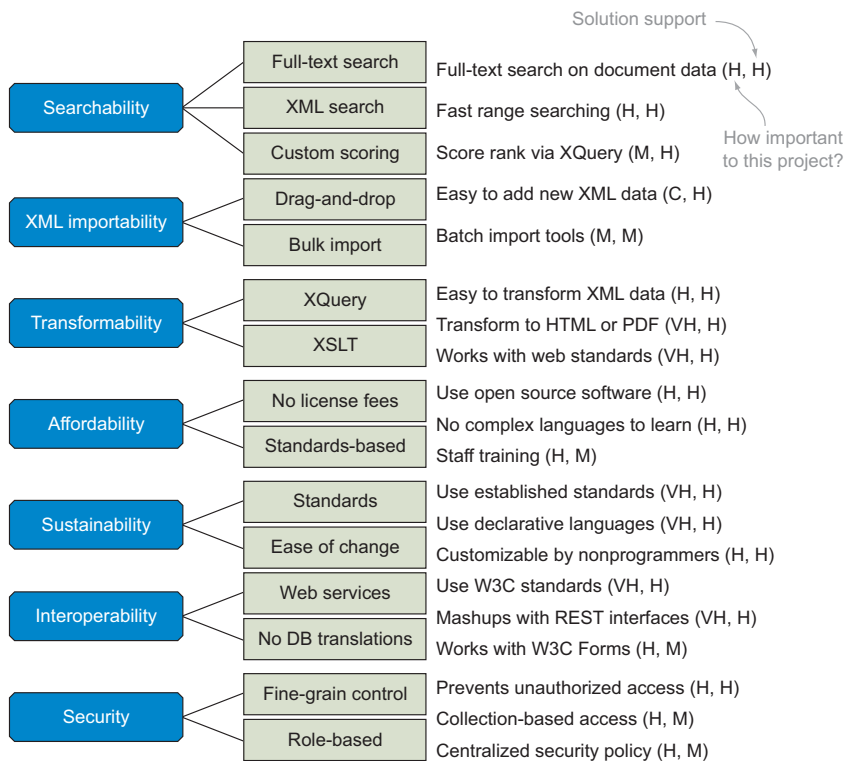 Solution support
Searchability
Full-text search
Full-text search on document data (H, H)
XML search
Fast range searching (H, H)
How important
to this project?
Custom scoring
Score rank via XQuery (M, H)
XML importability
Drag-and-drop
Easy to add new XML data (C, H)
Bulk import
Batch import tools (M, M)
Transformability
XQuery
Easy to transform XML data (H, H)
Transform to HTML or PDF (VH, H)
XSLT
Works with web standards (VH, H)
Affordability
No license fees
Use open source software (H, H)
No complex languages to learn (H, H)
Standards-based
Staff training (H, M)
Sustainability
Standards
Use established standards (VH, H)
Use declarative languages (VH, H)
Ease of change
Customizable by nonprogrammers (H, H)
Interoperability
Web services
Use W3C standards (VH, H)
Mashups with REST interfaces (VH, H)
No DB translations
Works with W3C Forms (H, M)
Security
Fine-grain control
Prevents unauthorized access (H, H)
Collection-based access (H, M)
Role-based
Centralized security policy (H, M)